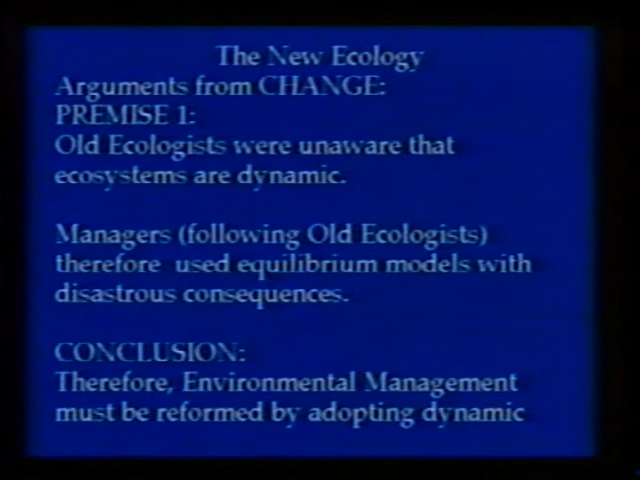 The New Ecology
Arguments from CHANGE:
PREMISE 1:
Old Ecologists were unaware that
ecosystems are dynamic.
Managers (following Old Ecologists)
therefore used equilibrium models with
disastrous consequences.
CONCLUSION:
Therefore, Environmental Management
must be reformed by adopting dynamic